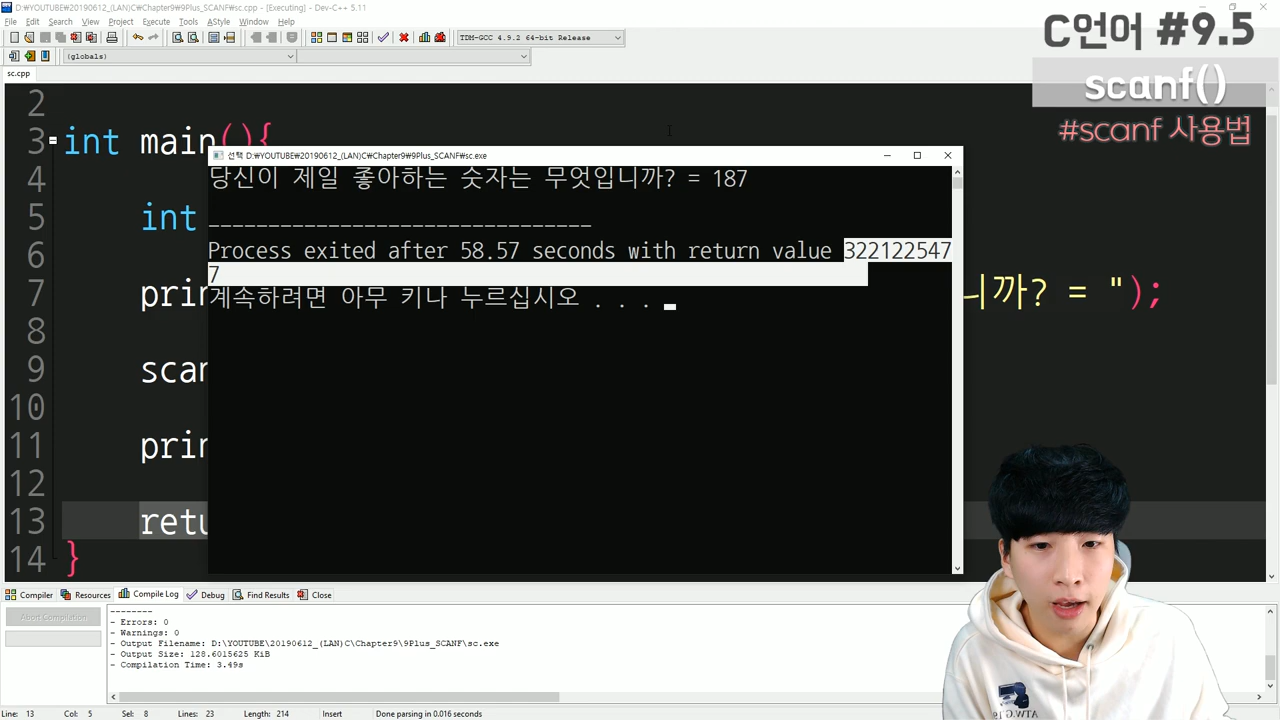 D:₩YOUTUBE₩20190612_(LAN)C₩Chapter9₩9Plus_SCANF₩sc.cpp - [Executing] - Dev-C++ 5.11
File Edit Search View Project Execute Tools AStyle Window Help
TDM-GCC 4.9.2 64-bit Release
(globals)
sc.cpp
C언어 #9.5
scanf()
#scanf 사용법
2
3 int main(){
4
5 int
6
7 prin
니까? = ");
8
9 scan
10
11 prin
12
13 retu
14 }
선택 D:₩YOUTUBE₩20190612_(LAN)C₩Chapter9₩9Plus_SCANF₩sc.exe
당신이 제일 좋아하는 숫자는 무엇입니까? = 187
--------------------------------
Process exited after 58.57 seconds with return value 322122547
7
계속하려면 아무 키나 누르십시오 . . .
Compiler Resources Compile Log Debug Find Results Close
Abort Compilation
--------
- Errors: 0
- Warnings: 0
- Output Filename: D:\YOUTUBE\20190612_(LAN)C\Chapter9\9Plus_SCANF\sc.exe
- Output Size: 128.6015625 KiB
- Compilation Time: 3.49s
Line: 13 Col: 5 Sel: 8 Lines: 23 Length: 214 Insert Done parsing in 0.016 seconds